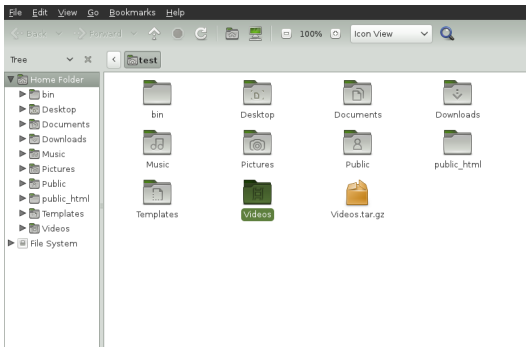 File Edit View Go Bookmarks Help
Back Forward 100% Icon View
Tree test
Home Folder
bin
Desktop
Documents
Downloads
Music
Pictures
Public
public_html
Templates
Videos
File System
bin Desktop Documents Downloads
Music Pictures Public public_html
Templates Videos Videos.tar.gz